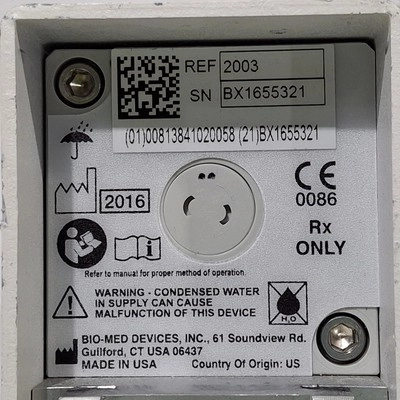 REF 2003
SN BX1655321
(01)00813841020058 (21)BX1655321
2016
CE
0086
Rx
ONLY
Refer to manual for proper method of operation.
WARNING - CONDENSED WATER
IN SUPPLY CAN CAUSE
MALFUNCTION OF THIS DEVICE
H₂O
BIO-MED DEVICES, INC., 61 Soundview Rd.
Guilford, CT USA 06437
MADE IN USA Country Of Origin: US